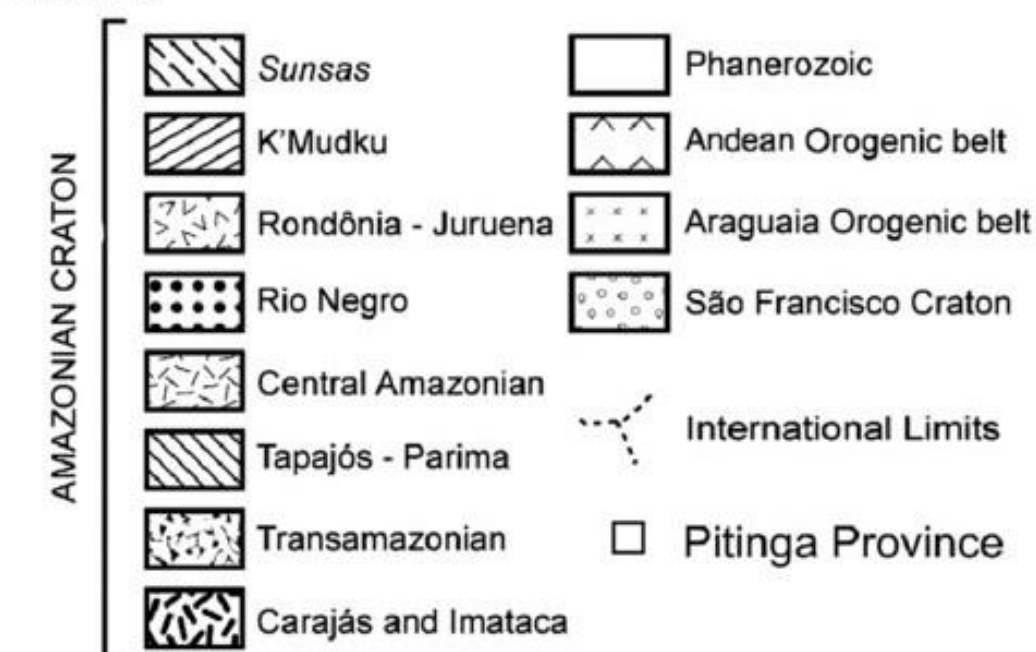 AMAZONIAN CRATON
Sunsas
K'Mudku
Rondônia - Juruena
Rio Negro
Central Amazonian
Tapajós - Parima
Transamazonian
Carajás and Imataca
Phanerozoic
Andean Orogenic belt
Araguaia Orogenic belt
São Francisco Craton
International Limits
Pitinga Province